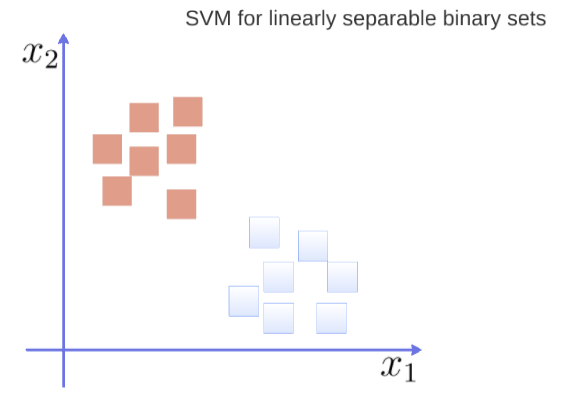 SVM for linearly separable binary sets
x₂
x₁